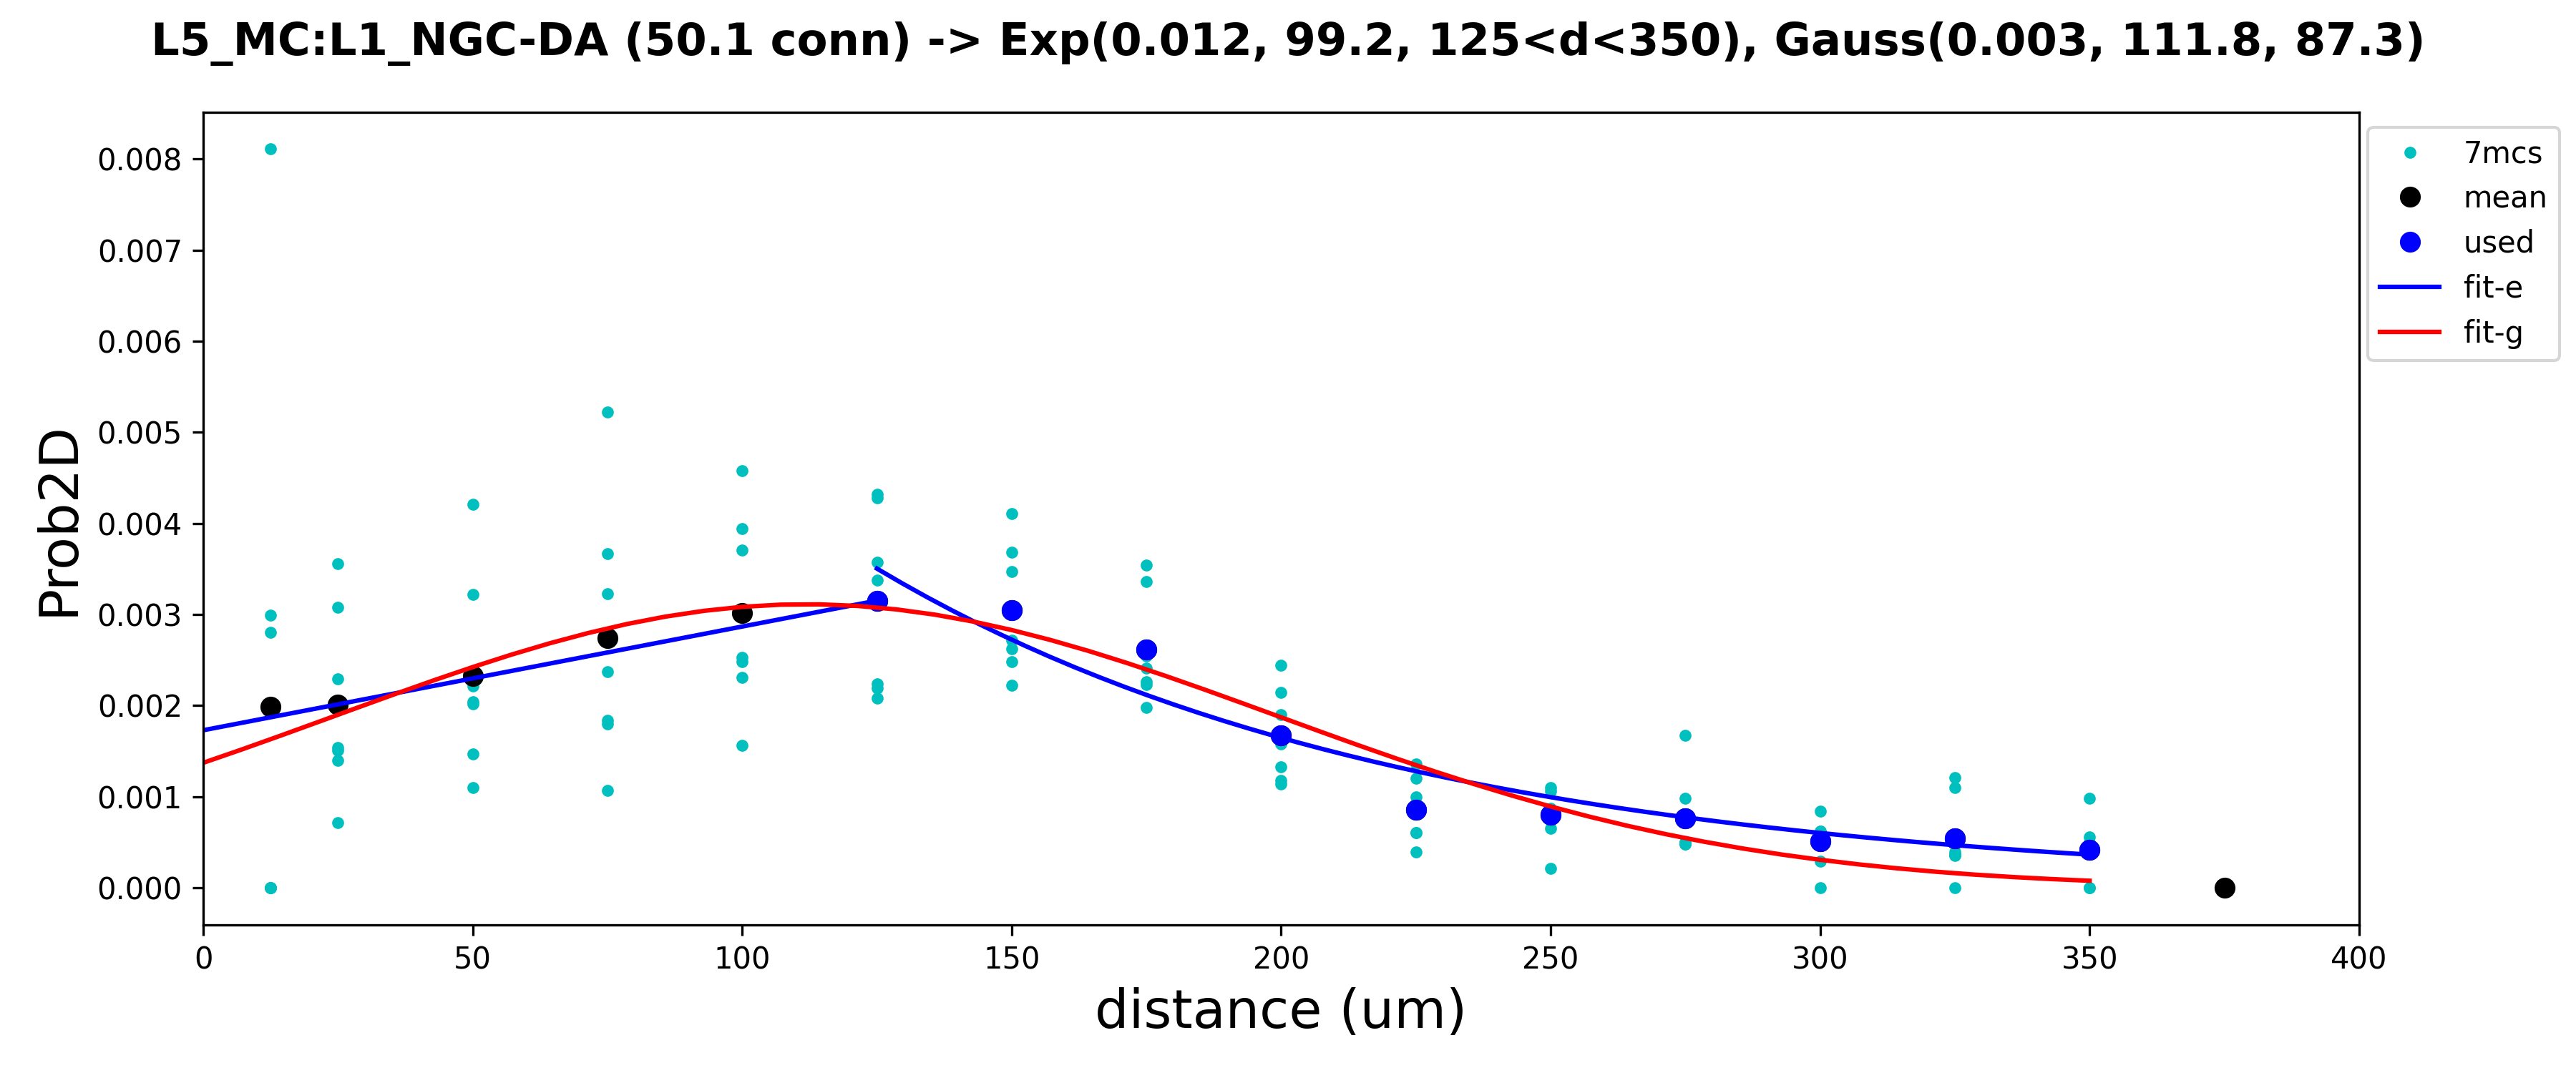 L5_MC:L1_NGC-DA (50.1 conn) -> Exp(0.012, 99.2, 125<d<350), Gauss(0.003, 111.8, 87.3)
0.008
0.007
0.006
0.005
0.004
0.003
0.002
0.001
0.000
Prob2D
0 50 100 150 200 250 300 350 400
distance (um)
7mcs
mean
used
fit-e
fit-g